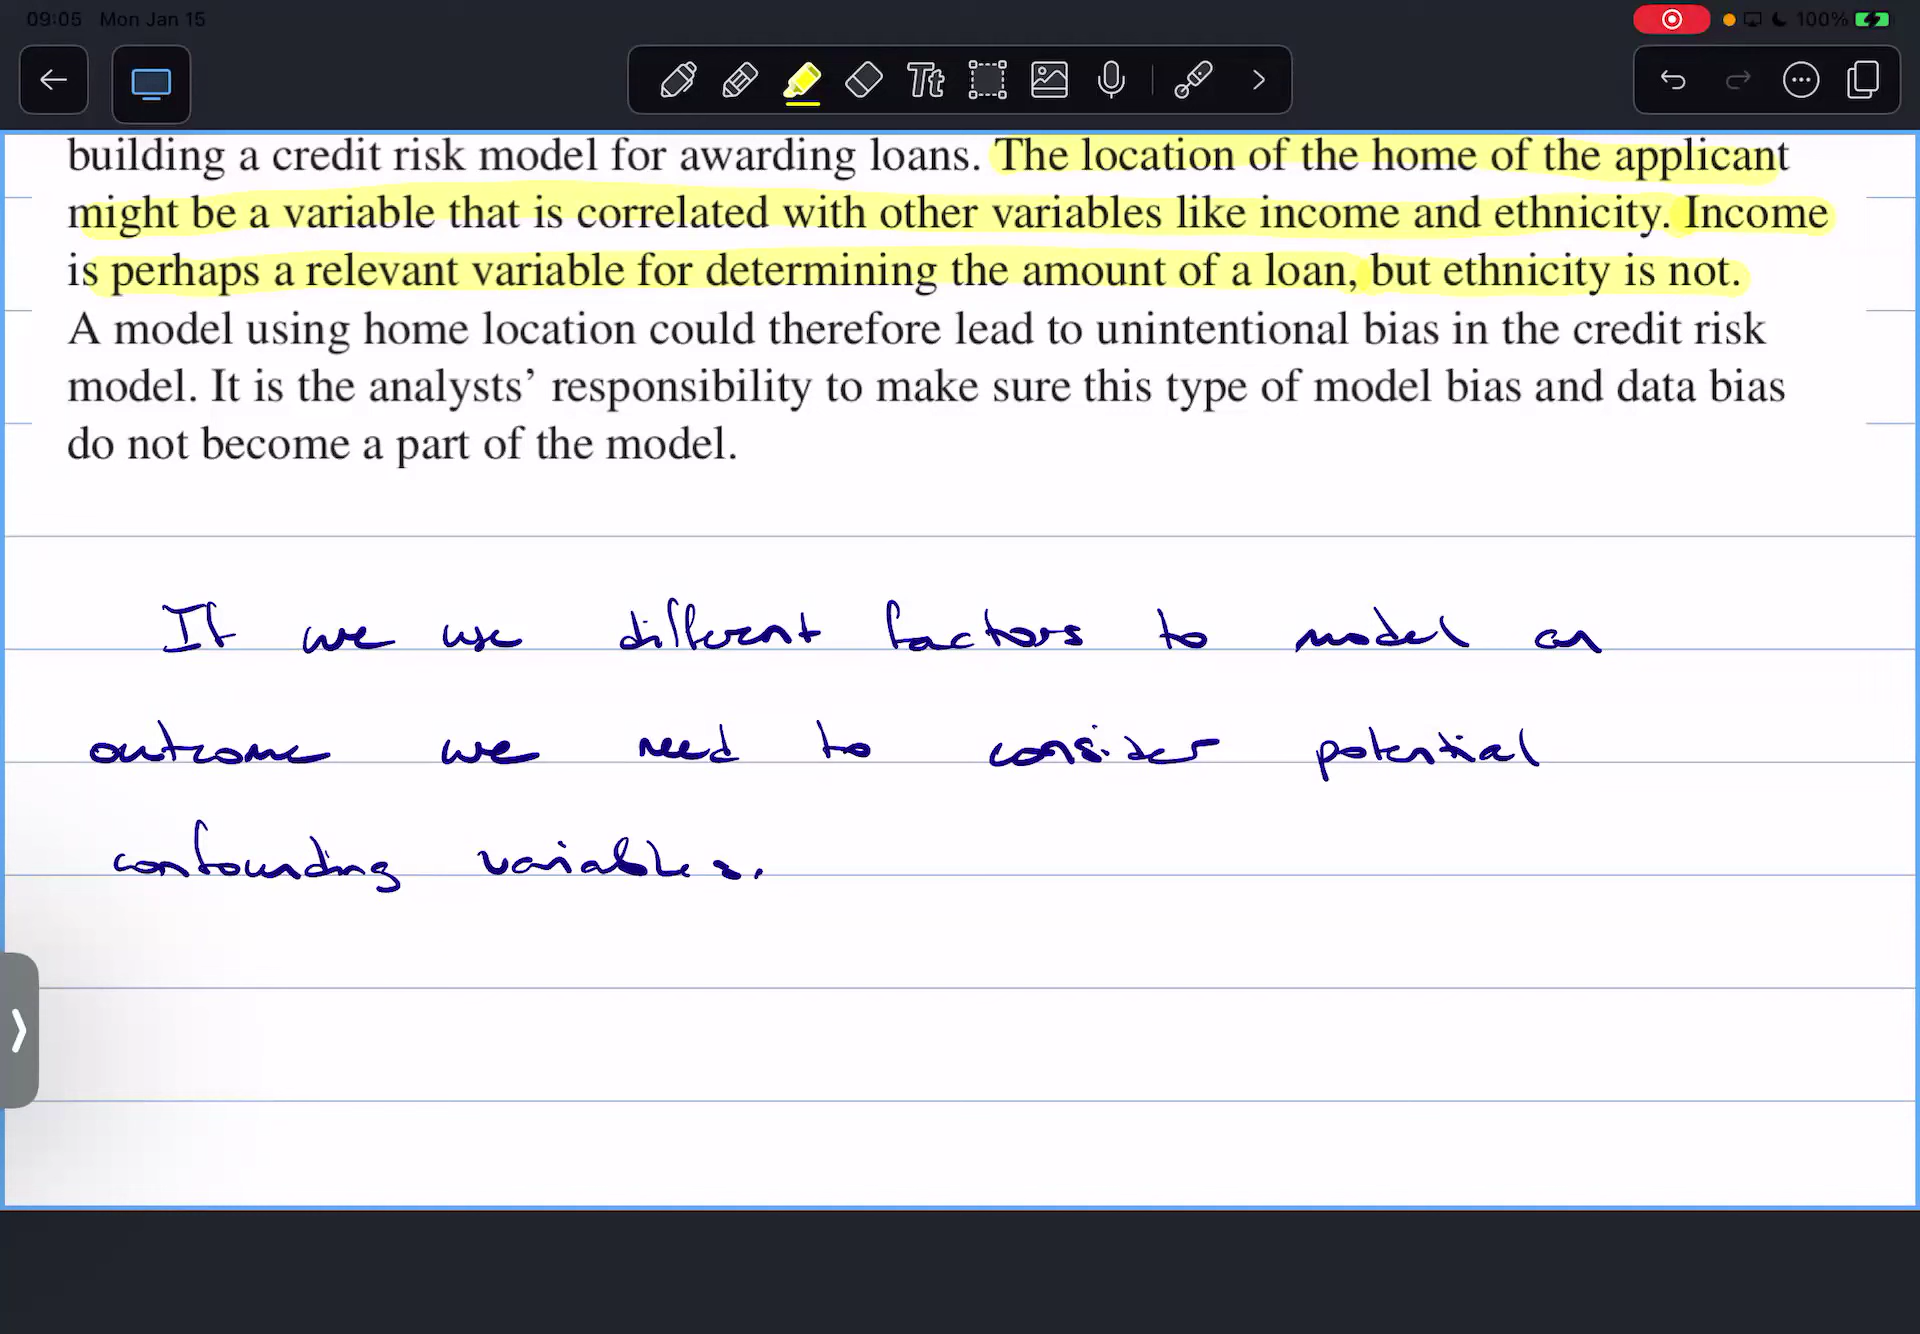 09:05 Mon Jan 15
100%
Tt
building a credit risk model for awarding loans. The location of the home of the applicant
might be a variable that is correlated with other variables like income and ethnicity. Income
is perhaps a relevant variable for determining the amount of a loan, but ethnicity is not.
A model using home location could therefore lead to unintentional bias in the credit risk
model. It is the analysts’ responsibility to make sure this type of model bias and data bias
do not become a part of the model.
If we use different factors to model an
outcome we need to consider potential
confounding variables.